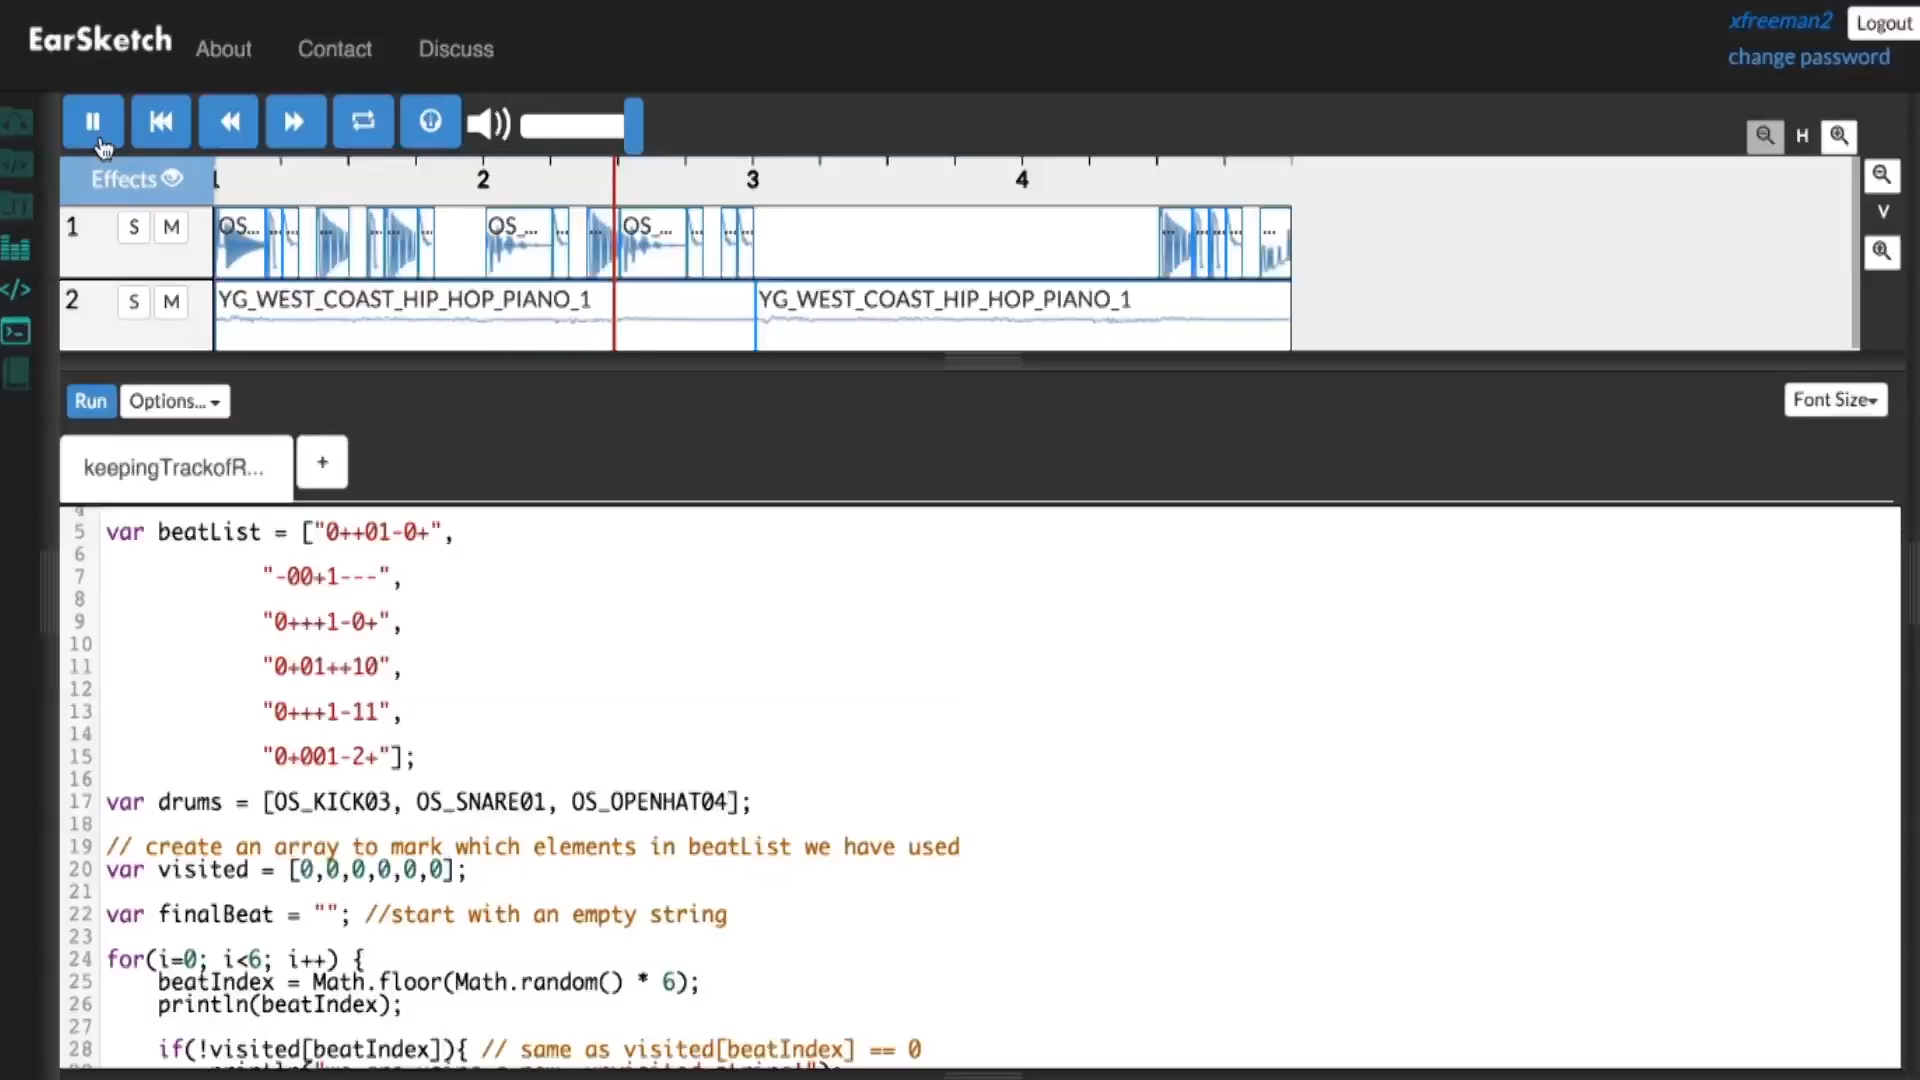 EarSketch About Contact Discuss
xfreeman2 Logout
change password
H
Effects 1 2 3 4
V
1 S M OS... OS_... OS_...
2 S M YG_WEST_COAST_HIP_HOP_PIANO_1 YG_WEST_COAST_HIP_HOP_PIANO_1
Run Options... Font Size
keepingTrackofR... +
5 var beatList = ["0++01-0+",
6
7 "-00+1---",
8
9 "0+++1-0+",
10
11 "0+01++10",
12
13 "0+++1-11",
14
15 "0+001-2+"];
16
17 var drums = [OS_KICK03, OS_SNARE01, OS_OPENHAT04];
18
19 // create an array to mark which elements in beatList we have used
20 var visited = [0,0,0,0,0,0];
21
22 var finalBeat = ""; //start with an empty string
23
24 for(i=0; i<6; i++) {
25 beatIndex = Math.floor(Math.random() * 6);
26 println(beatIndex);
27
28 if(!visited[beatIndex]){ // same as visited[beatIndex] == 0